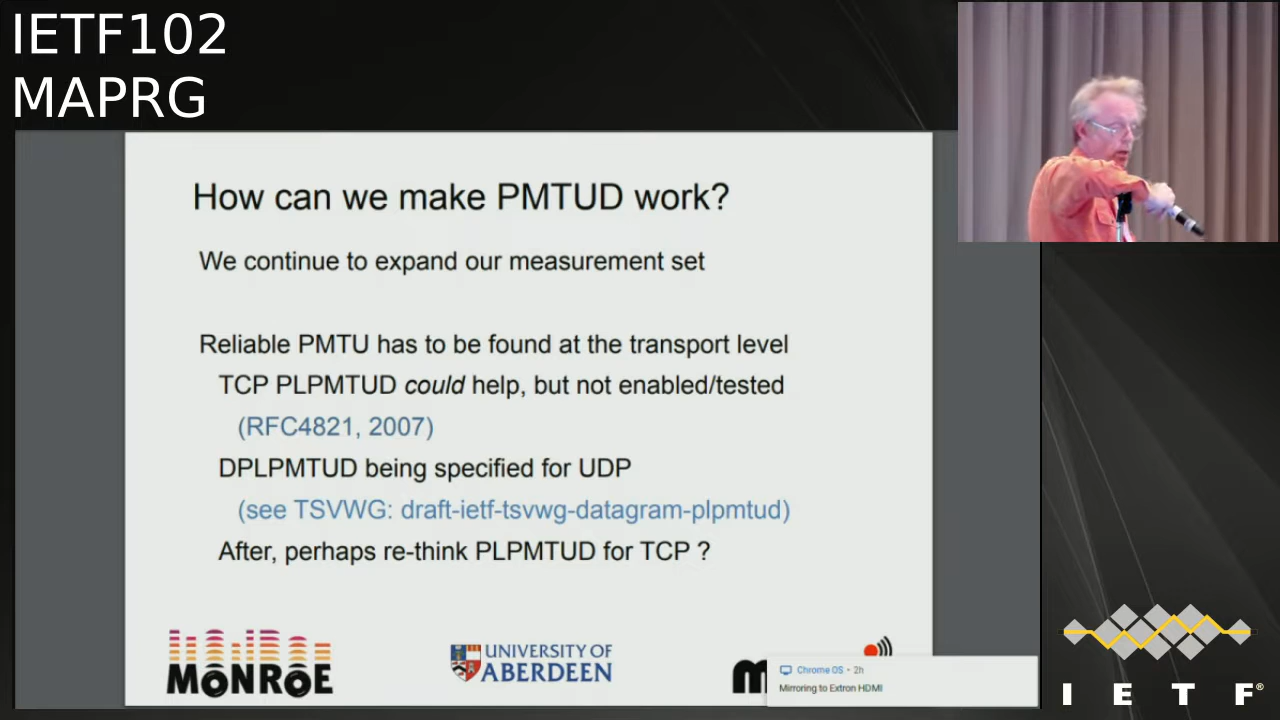 IETF102
MAPRG
How can we make PMTUD work?
We continue to expand our measurement set
Reliable PMTU has to be found at the transport level
TCP PLPMTUD could help, but not enabled/tested
(RFC4821, 2007)
DPLPMTUD being specified for UDP
(see TSVWG: draft-ietf-tsvwg-datagram-plpmtud)
After, perhaps re-think PLPMTUD for TCP ?
MONROE
UNIVERSITY OF
ABERDEEN
Chrome OS • 2h
Mirroring to Extron HDMI
I E T F®